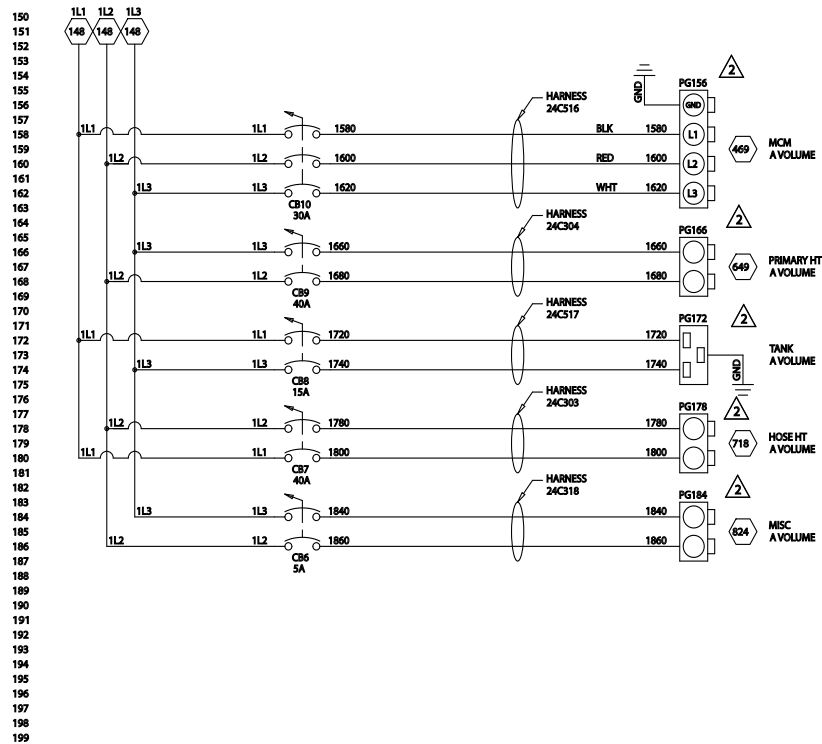 150 1L1 1L2 1L3
151 148 148 148
152
153
154 2
155 PG156
156 HARNESS 24C516 GND GND
157
158 1L1 1L1 1580 BLK 1580 L1
159 469 MCM A VOLUME
160 1L2 1L2 1600 RED 1600 L2
161
162 1L3 1L3 1620 WHT 1620 L3
163 CB10
164 30A HARNESS 24C304 2
165 PG166
166 1L3 1L3 1660 1660
167 649 PRIMARY HT A VOLUME
168 1L2 1L2 1680 1680
169 CB9
170 40A HARNESS 24C517 2
171 PG172
172 1L1 1L1 1720 1720
173 TANK A VOLUME
174 1L3 1L3 1740 1740 GND
175 CB8
176 15A HARNESS 24C303
177 PG178 2
178 1L2 1L2 1780 1780
179 718 HOSE HT A VOLUME
180 1L1 1L1 1800 1800
181 CB7
182 40A HARNESS 24C318 2
183 PG184
184 1L3 1L3 1840 1840
185 824 MISC A VOLUME
186 1L2 1L2 1860 1860
187 CB6
188 5A
189
190
191
192
193
194
195
196
197
198
199